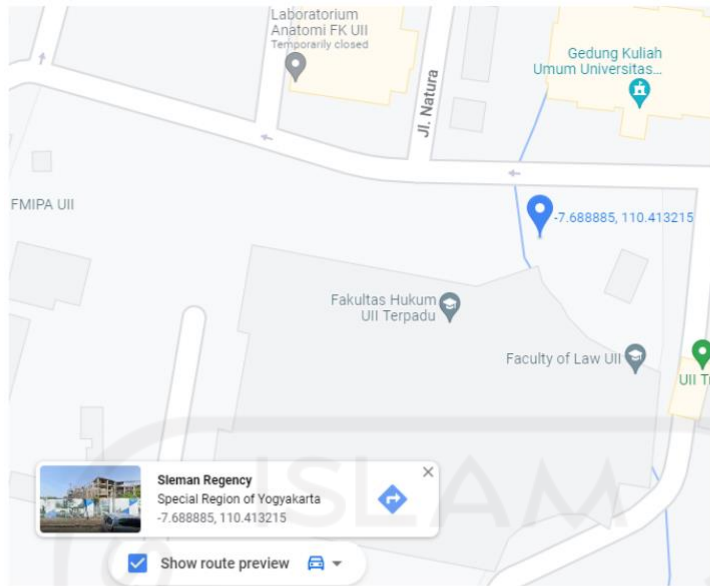 Laboratorium
Anatomi FK UII
Temporarily closed
Gedung Kuliah
Umum Universitas...
Jl. Natura
FMIPA UII
-7.688885, 110.413215
Fakultas Hukum
UII Terpadu
Faculty of Law UII
UII Tr
ISLAM
Sleman Regency
Special Region of Yogyakarta
-7.688885, 110.413215
Show route preview